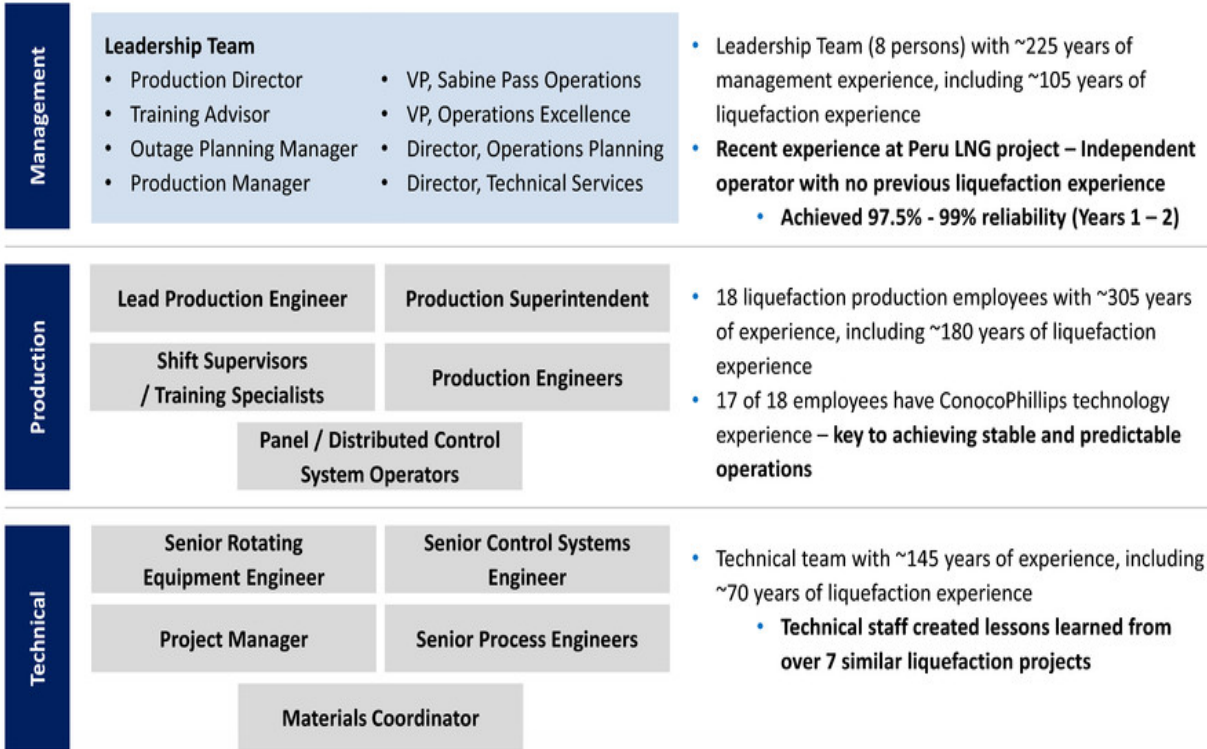 Management
Leadership Team
• Production Director
• Training Advisor
• Outage Planning Manager
• Production Manager
• VP, Sabine Pass Operations
• VP, Operations Excellence
• Director, Operations Planning
• Director, Technical Services
• Leadership Team (8 persons) with ~225 years of
management experience, including ~105 years of
liquefaction experience
• Recent experience at Peru LNG project – Independent
operator with no previous liquefaction experience
• Achieved 97.5% - 99% reliability (Years 1 – 2)
Production
Lead Production Engineer
Production Superintendent
Shift Supervisors
/ Training Specialists
Production Engineers
Panel / Distributed Control
System Operators
• 18 liquefaction production employees with ~305 years
of experience, including ~180 years of liquefaction
experience
• 17 of 18 employees have ConocoPhillips technology
experience – key to achieving stable and predictable
operations
Technical
Senior Rotating
Equipment Engineer
Senior Control Systems
Engineer
Project Manager
Senior Process Engineers
Materials Coordinator
• Technical team with ~145 years of experience, including
~70 years of liquefaction experience
• Technical staff created lessons learned from
over 7 similar liquefaction projects